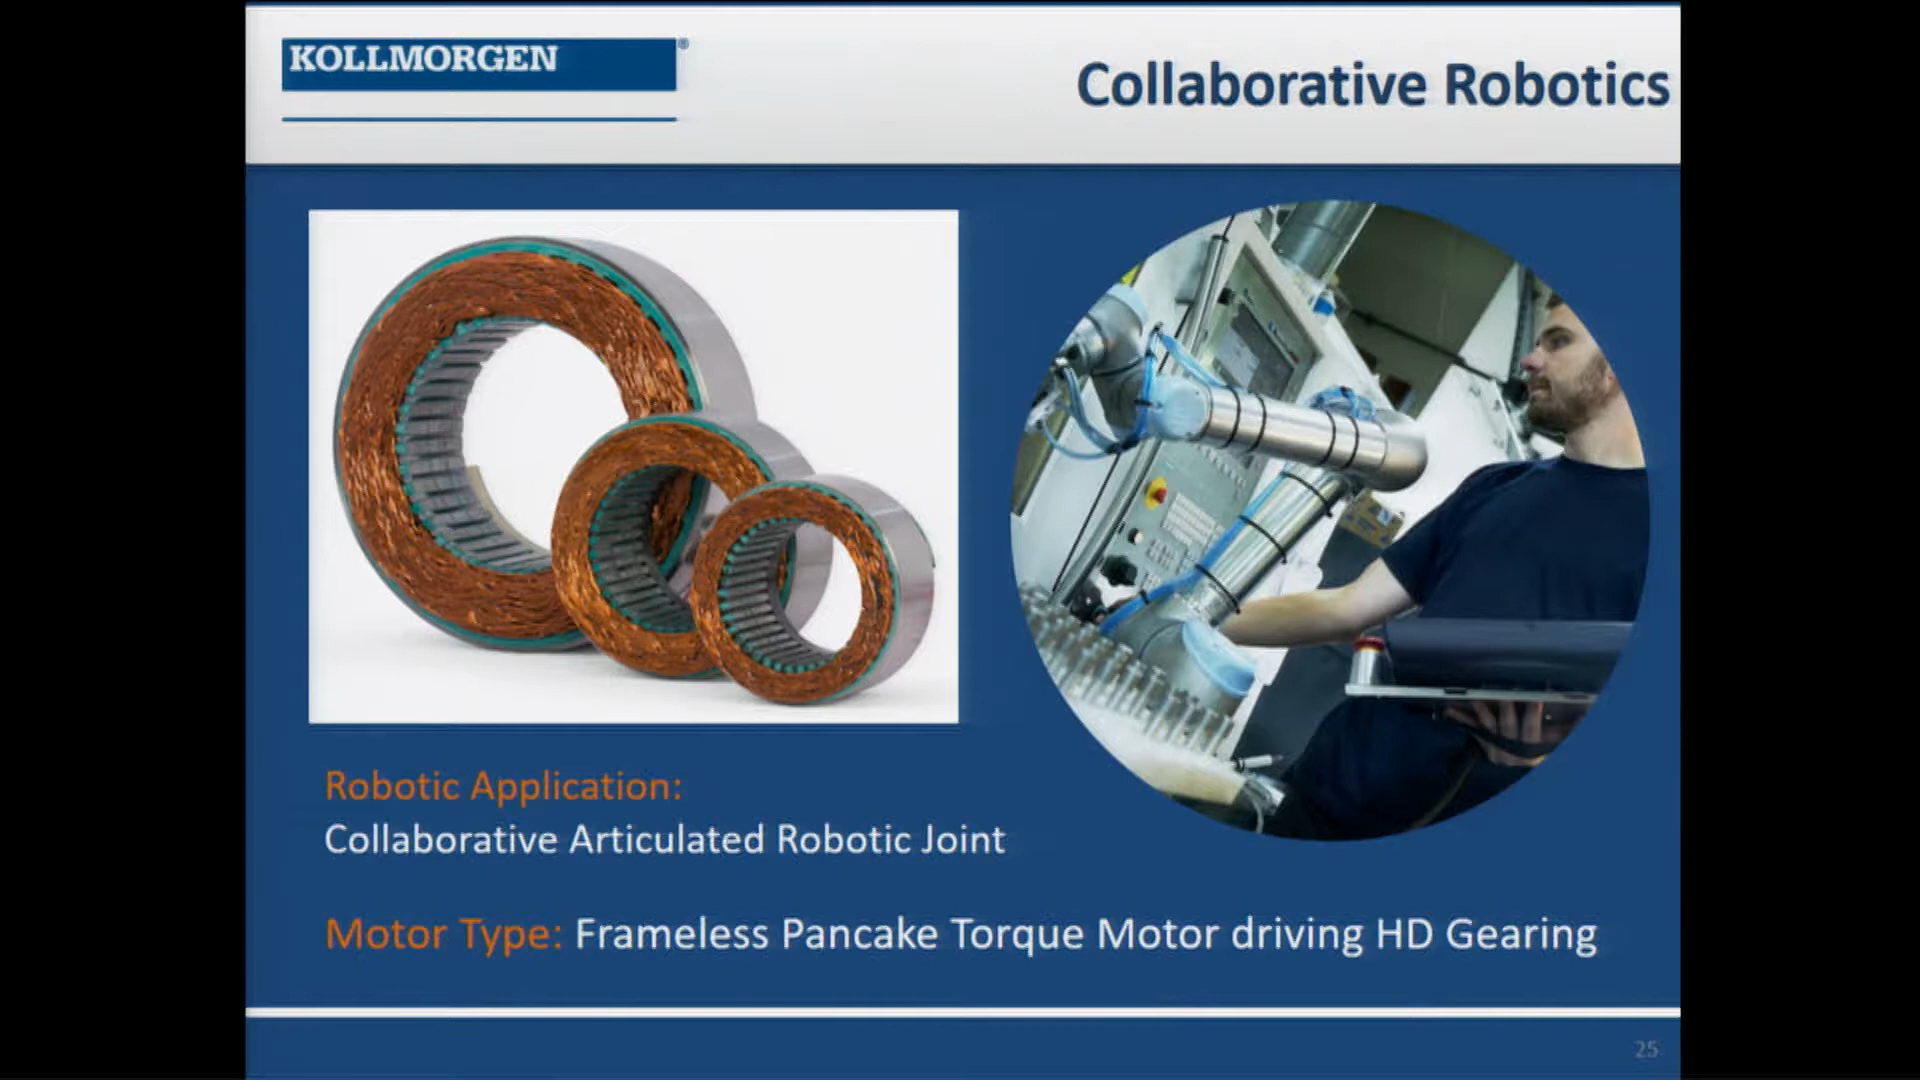 KOLLMORGEN®
Collaborative Robotics
Robotic Application:
Collaborative Articulated Robotic Joint
Motor Type: Frameless Pancake Torque Motor driving HD Gearing
25